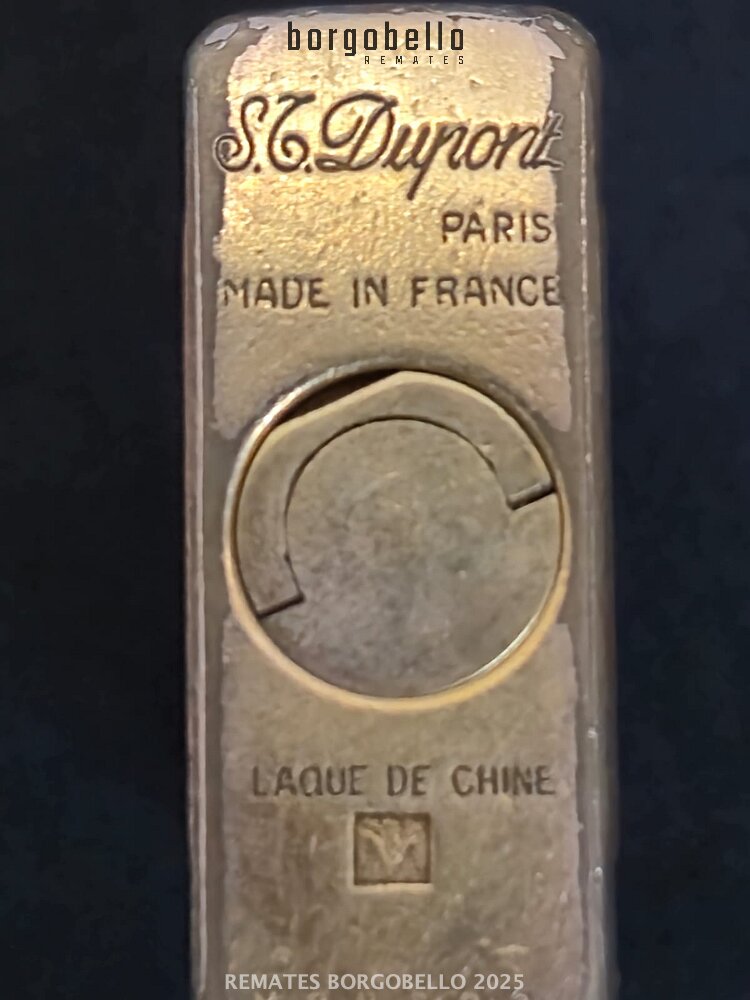 borgobello
REMATES
S.T. Dupont
PARIS
MADE IN FRANCE
LAQUE DE CHINE
REMATES BORGOBELLO 2025